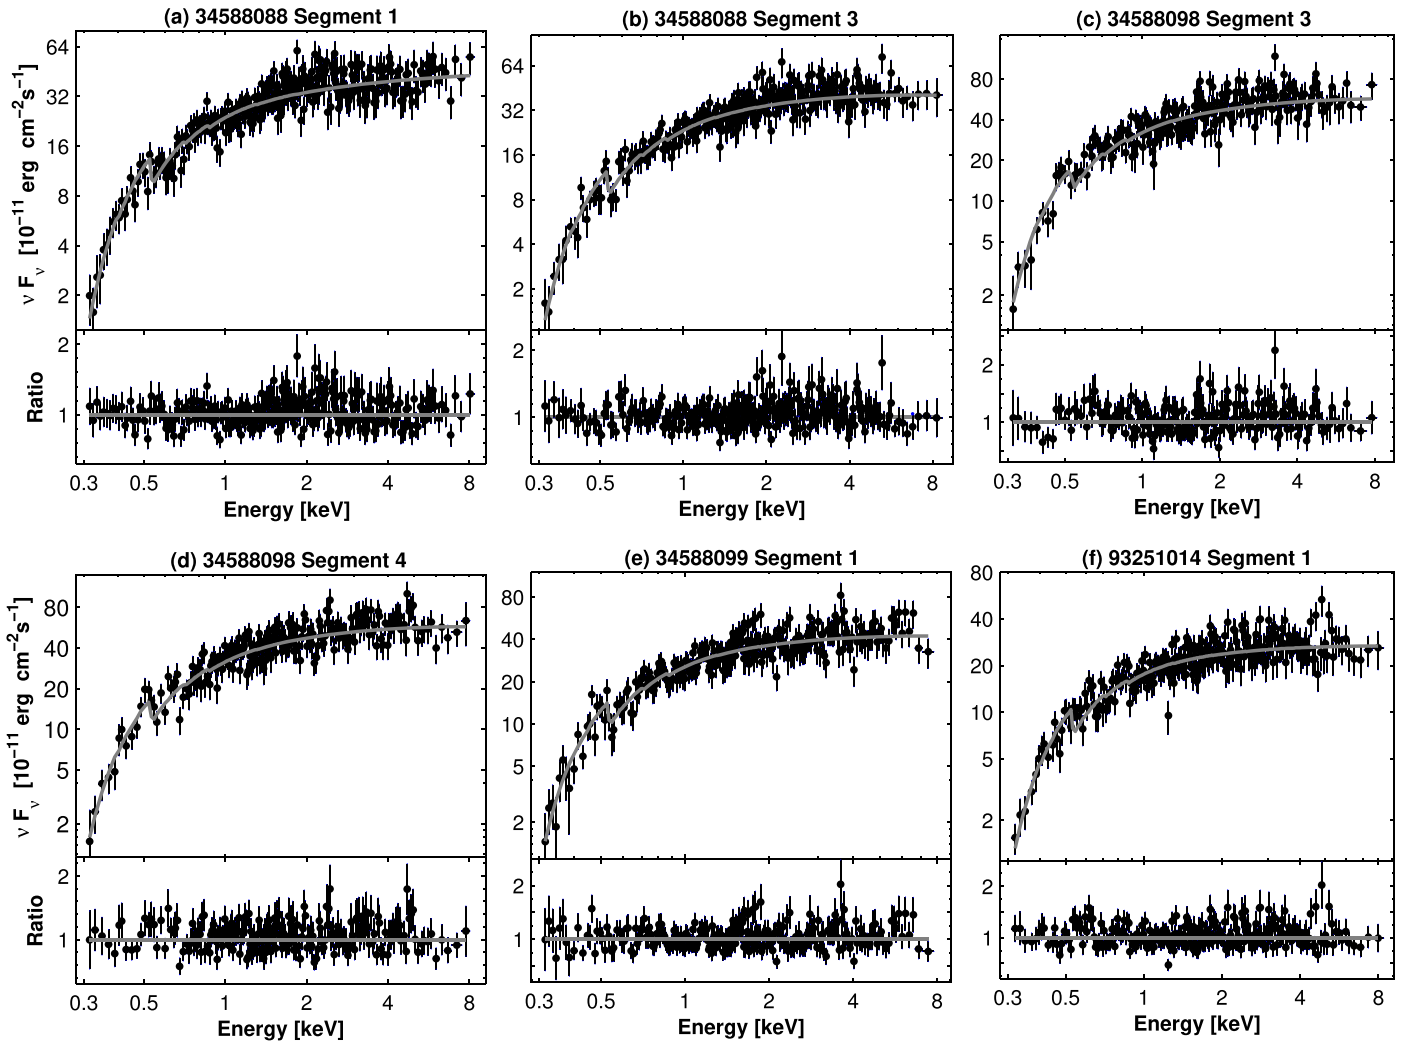 (a) 34588088 Segment 1
(b) 34588088 Segment 3
(c) 34588098 Segment 3
ν Fν [10−11 erg cm−2s−1]
64
32
16
8
4
2
64
32
16
8
4
2
80
40
20
10
5
2
Ratio
2
1
2
1
2
1
0.3 0.5 1 2 4 8
0.3 0.5 1 2 4 8
0.3 0.5 1 2 4 8
Energy [keV]
Energy [keV]
Energy [keV]
(d) 34588098 Segment 4
(e) 34588099 Segment 1
(f) 93251014 Segment 1
ν Fν [10−11 erg cm−2s−1]
80
40
20
10
5
2
80
40
20
10
5
2
80
40
20
10
5
2
Ratio
2
1
2
1
2
1
0.3 0.5 1 2 4 8
0.3 0.5 1 2 4 8
0.3 0.5 1 2 4 8
Energy [keV]
Energy [keV]
Energy [keV]